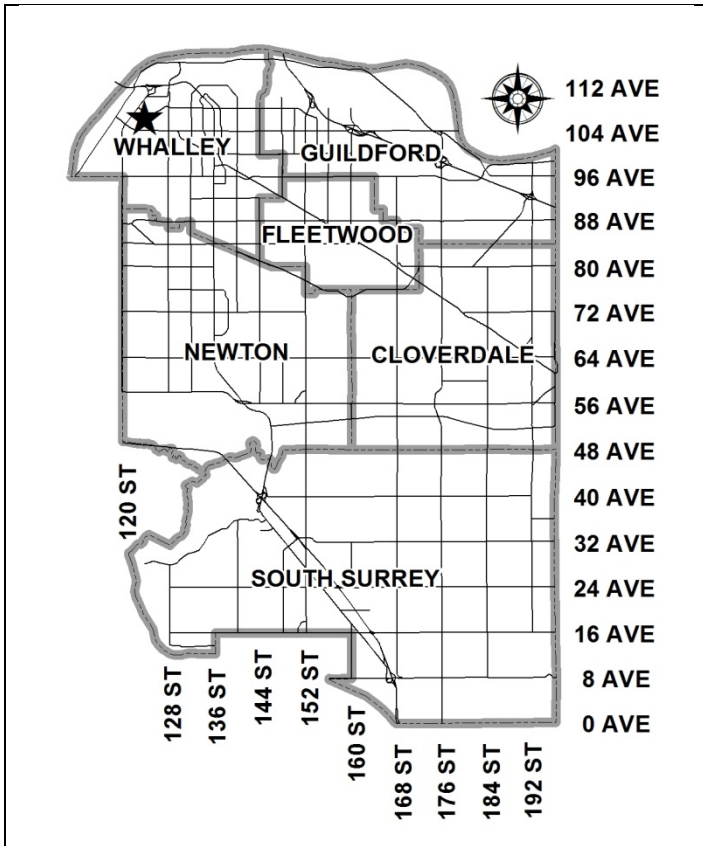 112 AVE
104 AVE
WHALLEY
GUILDFORD
96 AVE
88 AVE
FLEETWOOD
80 AVE
72 AVE
NEWTON
CLOVERDALE
64 AVE
56 AVE
48 AVE
120 ST
40 AVE
32 AVE
SOUTH SURREY
24 AVE
16 AVE
8 AVE
0 AVE
128 ST
136 ST
144 ST
152 ST
160 ST
168 ST
176 ST
184 ST
192 ST